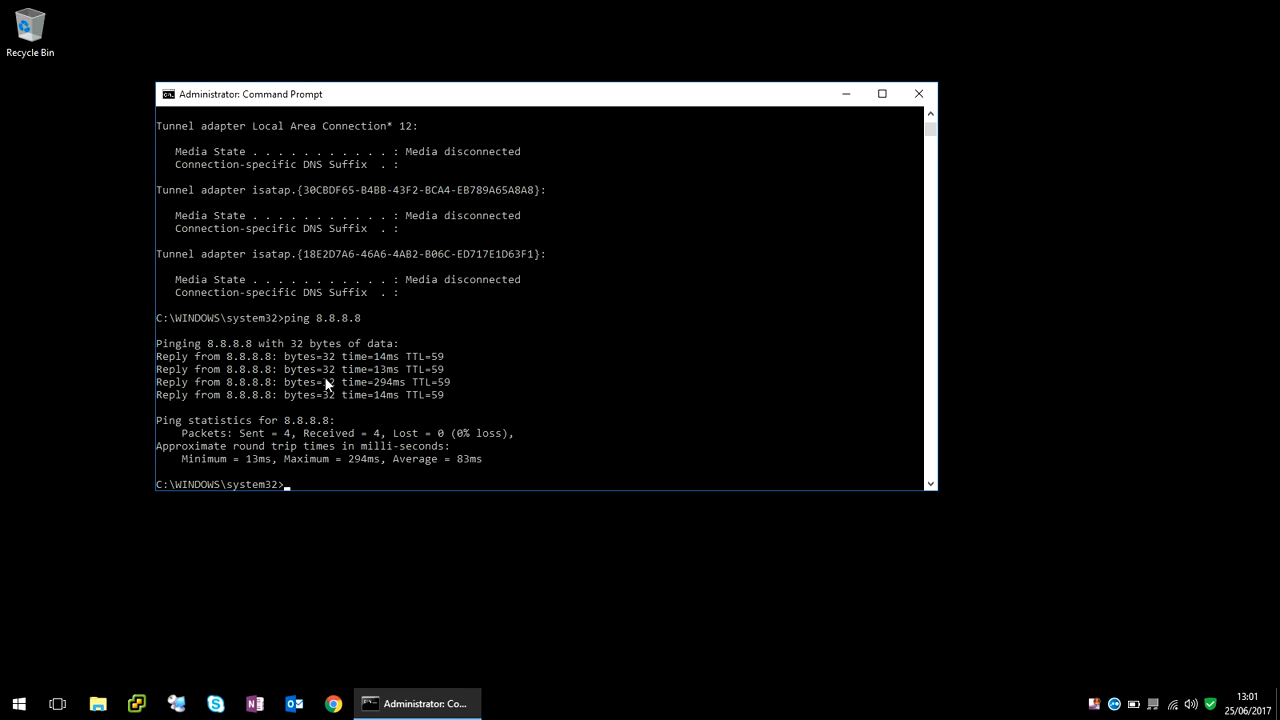 Recycle Bin
Administrator: Command Prompt
Tunnel adapter Local Area Connection* 12:
   Media State . . . . . . . . . . . : Media disconnected
   Connection-specific DNS Suffix  . :
Tunnel adapter isatap.{30CBDF65-B4BB-43F2-BCA4-EB789A65A8A8}:
   Media State . . . . . . . . . . . : Media disconnected
   Connection-specific DNS Suffix  . :
Tunnel adapter isatap.{18E2D7A6-46A6-4AB2-B06C-ED717E1D63F1}:
   Media State . . . . . . . . . . . : Media disconnected
   Connection-specific DNS Suffix  . :
C:\WINDOWS\system32>ping 8.8.8.8
Pinging 8.8.8.8 with 32 bytes of data:
Reply from 8.8.8.8: bytes=32 time=14ms TTL=59
Reply from 8.8.8.8: bytes=32 time=13ms TTL=59
Reply from 8.8.8.8: bytes=32 time=294ms TTL=59
Reply from 8.8.8.8: bytes=32 time=14ms TTL=59
Ping statistics for 8.8.8.8:
    Packets: Sent = 4, Received = 4, Lost = 0 (0% loss),
Approximate round trip times in milli-seconds:
    Minimum = 13ms, Maximum = 294ms, Average = 83ms
C:\WINDOWS\system32>
Administrator: Co...
13:01
25/06/2017